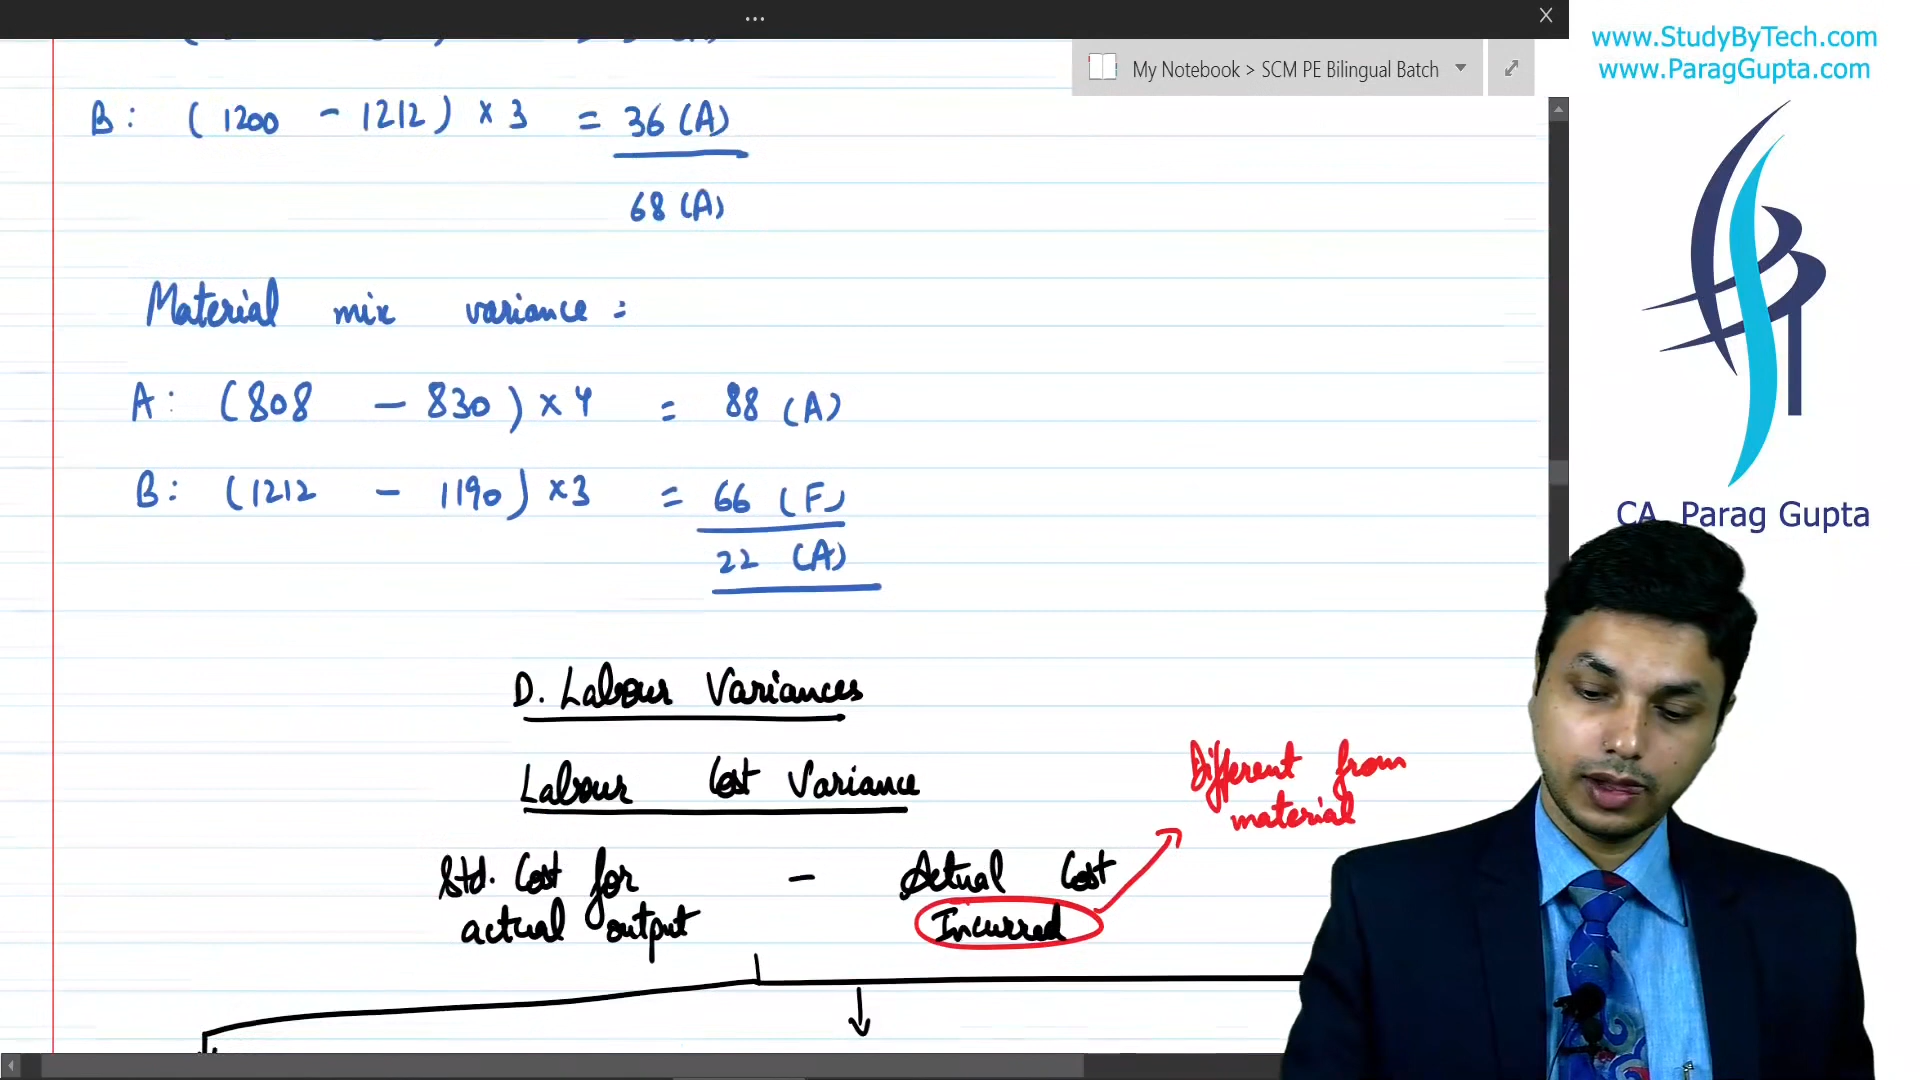 ...
X
www.StudyByTech.com
www.ParagGupta.com
My Notebook > SCM PE Bilingual Batch
B: (1200 - 1212) × 3 = 36 (A)
68 (A)
Material mix variance =
A: (808 - 830) × 4 = 88 (A)
B: (1212 - 1190) × 3 = 66 (F)
22 (A)
CA Parag Gupta
D. Labour Variances
Labour Cost Variance
Different from
material
Std. Cost for - Actual Cost
actual output Incurred